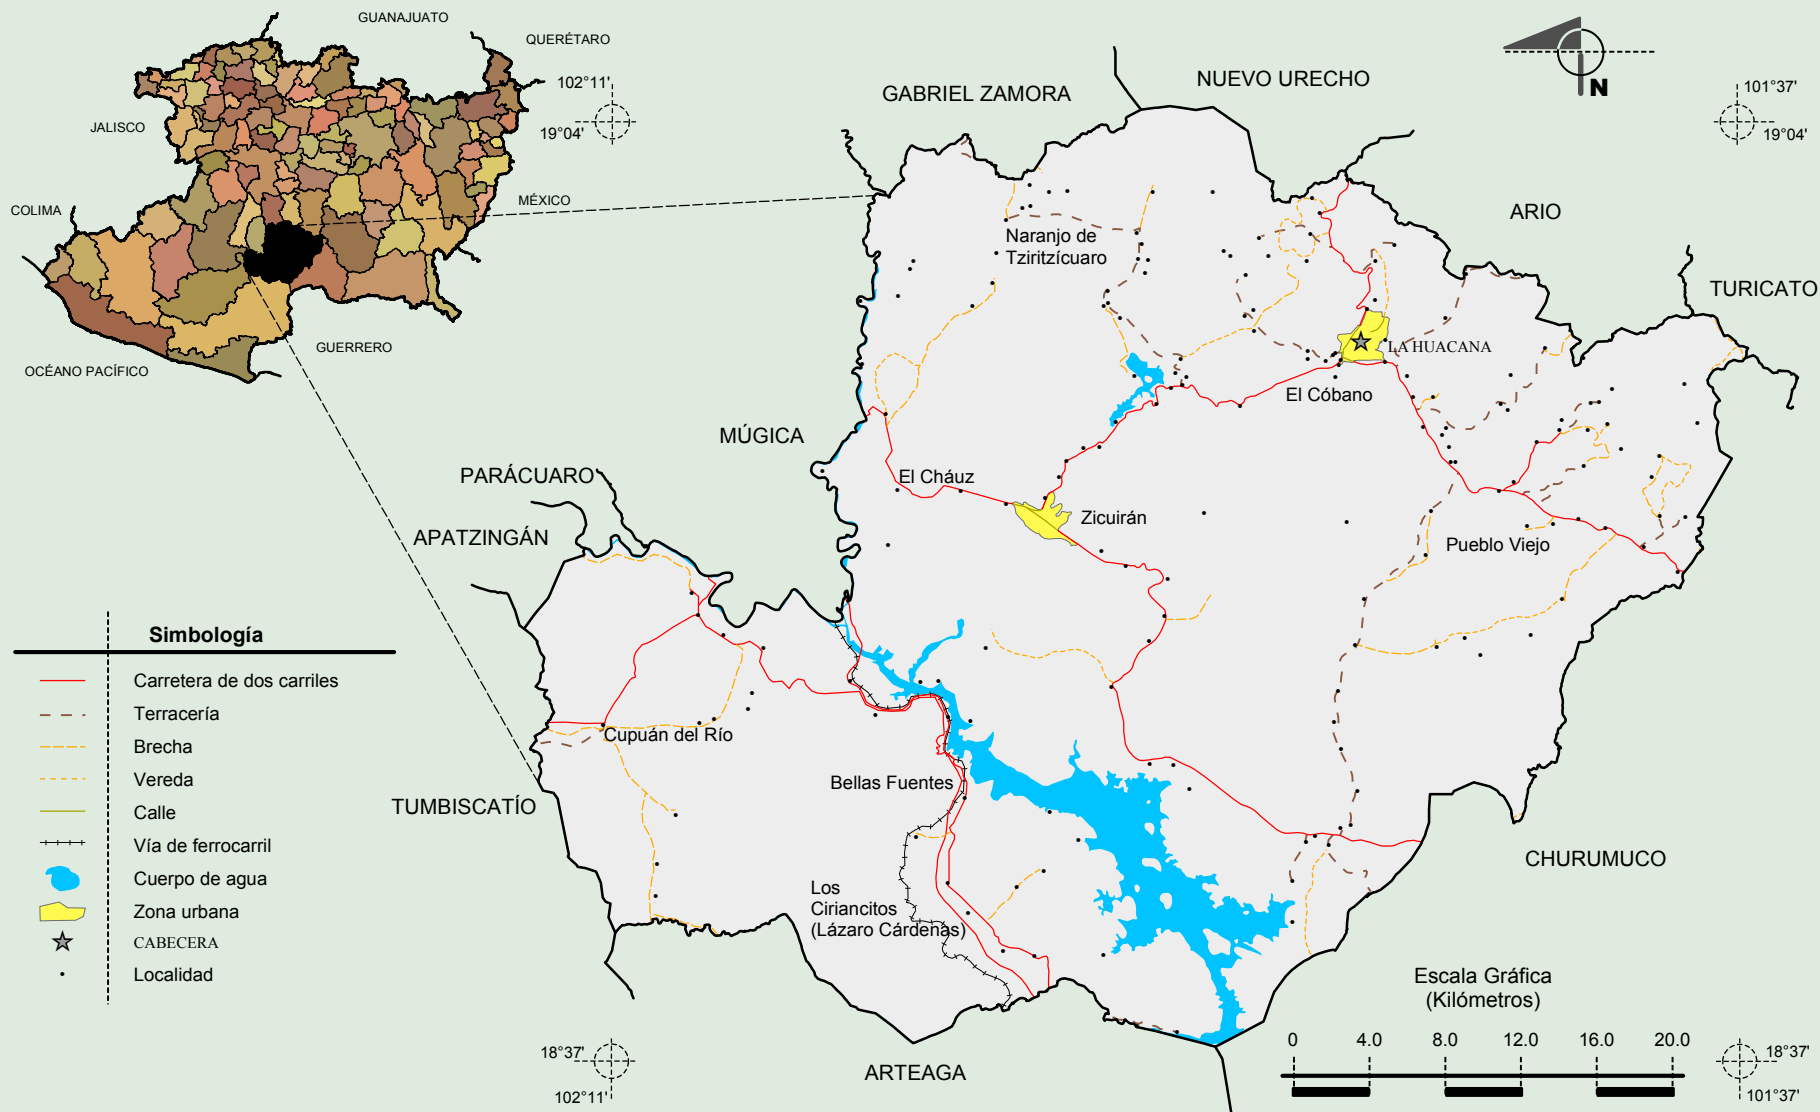 GUANAJUATO
QUERÉTARO
102°11'
19°04'
JALISCO
COLIMA
MÉXICO
GUERRERO
OCÉANO PACÍFICO
GABRIEL ZAMORA
NUEVO URECHO
N
101°37'
19°04'
ARIO
TURICATO
Naranjo de
Tziritzícuaro
LA HUACANA
El Cóbano
MÚGICA
El Cháuz
PARÁCUARO
APATZINGÁN
Zicuirán
Pueblo Viejo
Cupuán del Río
Bellas Fuentes
TUMBISCATÍO
CHURUMUCO
Los
Ciriancitos
(Lázaro Cárdenas)
ARTEAGA
Simbología
Carretera de dos carriles
Terracería
Brecha
Vereda
Calle
Vía de ferrocarril
Cuerpo de agua
Zona urbana
CABECERA
Localidad
18°37'
102°11'
Escala Gráfica
(Kilómetros)
0 4.0 8.0 12.0 16.0 20.0
18°37'
101°37'